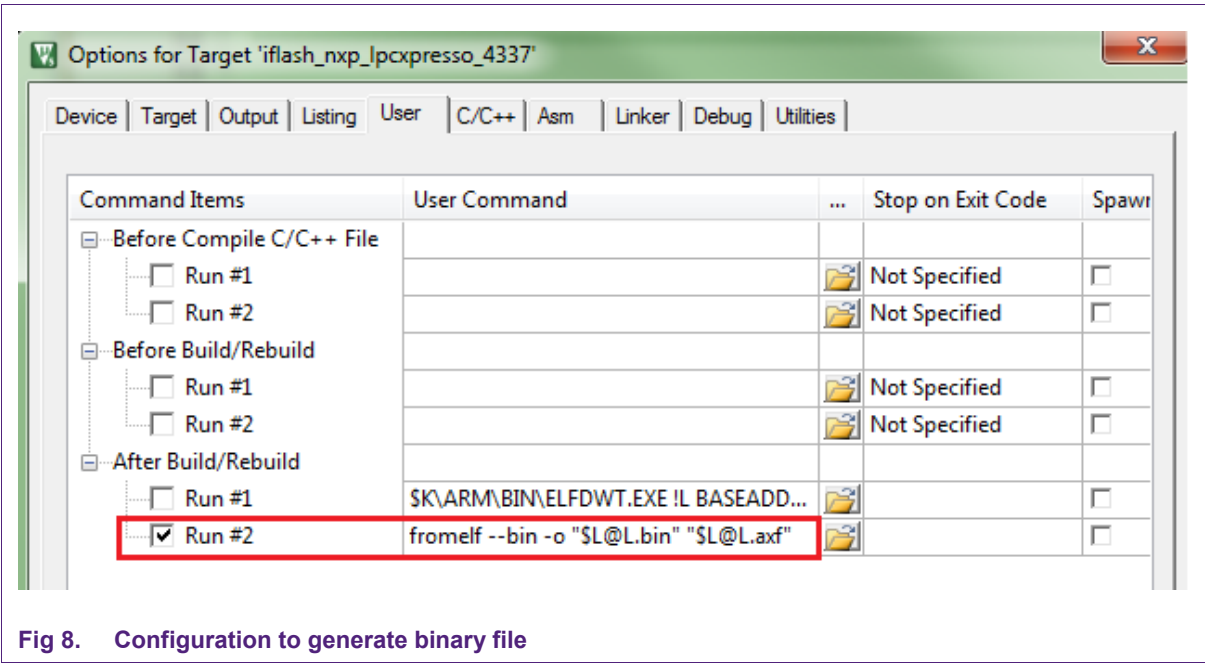 Options for Target 'iflash_nxp_lpcxpresso_4337'
Device Target Output Listing User C/C++ Asm Linker Debug Utilities
Command Items User Command ... Stop on Exit Code Spawn
Before Compile C/C++ File
Run #1 Not Specified
Run #2 Not Specified
Before Build/Rebuild
Run #1 Not Specified
Run #2 Not Specified
After Build/Rebuild
Run #1 $K\ARM\BIN\ELFDWT.EXE !L BASEADD...
Run #2 fromelf --bin -o "$L@L.bin" "$L@L.axf"
Fig 8. Configuration to generate binary file